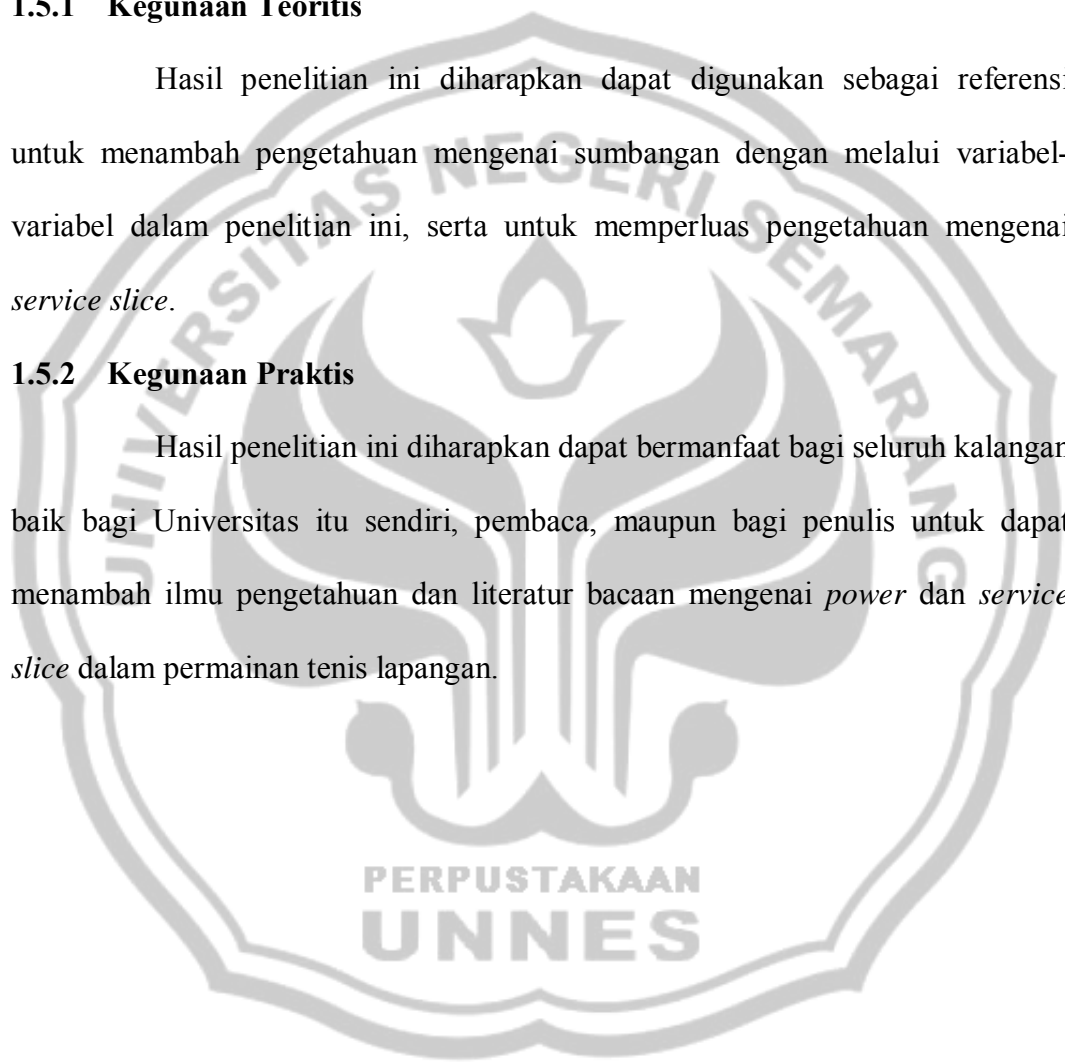 1.5.1 Kegunaan Teoritis
Hasil penelitian ini diharapkan dapat digunakan sebagai referensi
untuk menambah pengetahuan mengenai sumbangan dengan melalui variabel-
variabel dalam penelitian ini, serta untuk memperluas pengetahuan mengenai
service slice.
1.5.2 Kegunaan Praktis
Hasil penelitian ini diharapkan dapat bermanfaat bagi seluruh kalangan
baik bagi Universitas itu sendiri, pembaca, maupun bagi penulis untuk dapat
menambah ilmu pengetahuan dan literatur bacaan mengenai power dan service
slice dalam permainan tenis lapangan.
UNIVERSITAS NEGERI SEMARANG
PERPUSTAKAAN
UNNES